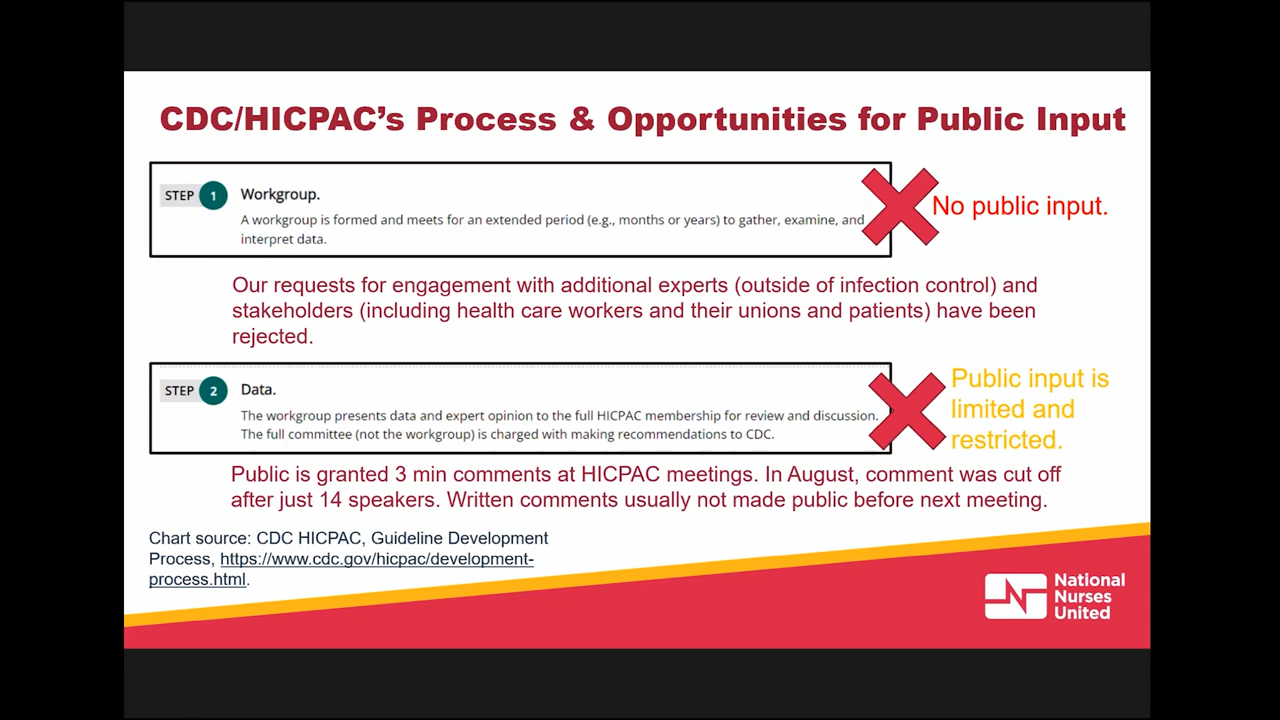 CDC/HICPAC's Process & Opportunities for Public Input
STEP 1 Workgroup.
A workgroup is formed and meets for an extended period (e.g., months or years) to gather, examine, and
interpret data.
No public input.
Our requests for engagement with additional experts (outside of infection control) and
stakeholders (including health care workers and their unions and patients) have been
rejected.
STEP 2 Data.
The workgroup presents data and expert opinion to the full HICPAC membership for review and discussion.
The full committee (not the workgroup) is charged with making recommendations to CDC.
Public input is
limited and
restricted.
Public is granted 3 min comments at HICPAC meetings. In August, comment was cut off
after just 14 speakers. Written comments usually not made public before next meeting.
Chart source: CDC HICPAC, Guideline Development
Process, https://www.cdc.gov/hicpac/development-
process.html.
National
Nurses
United